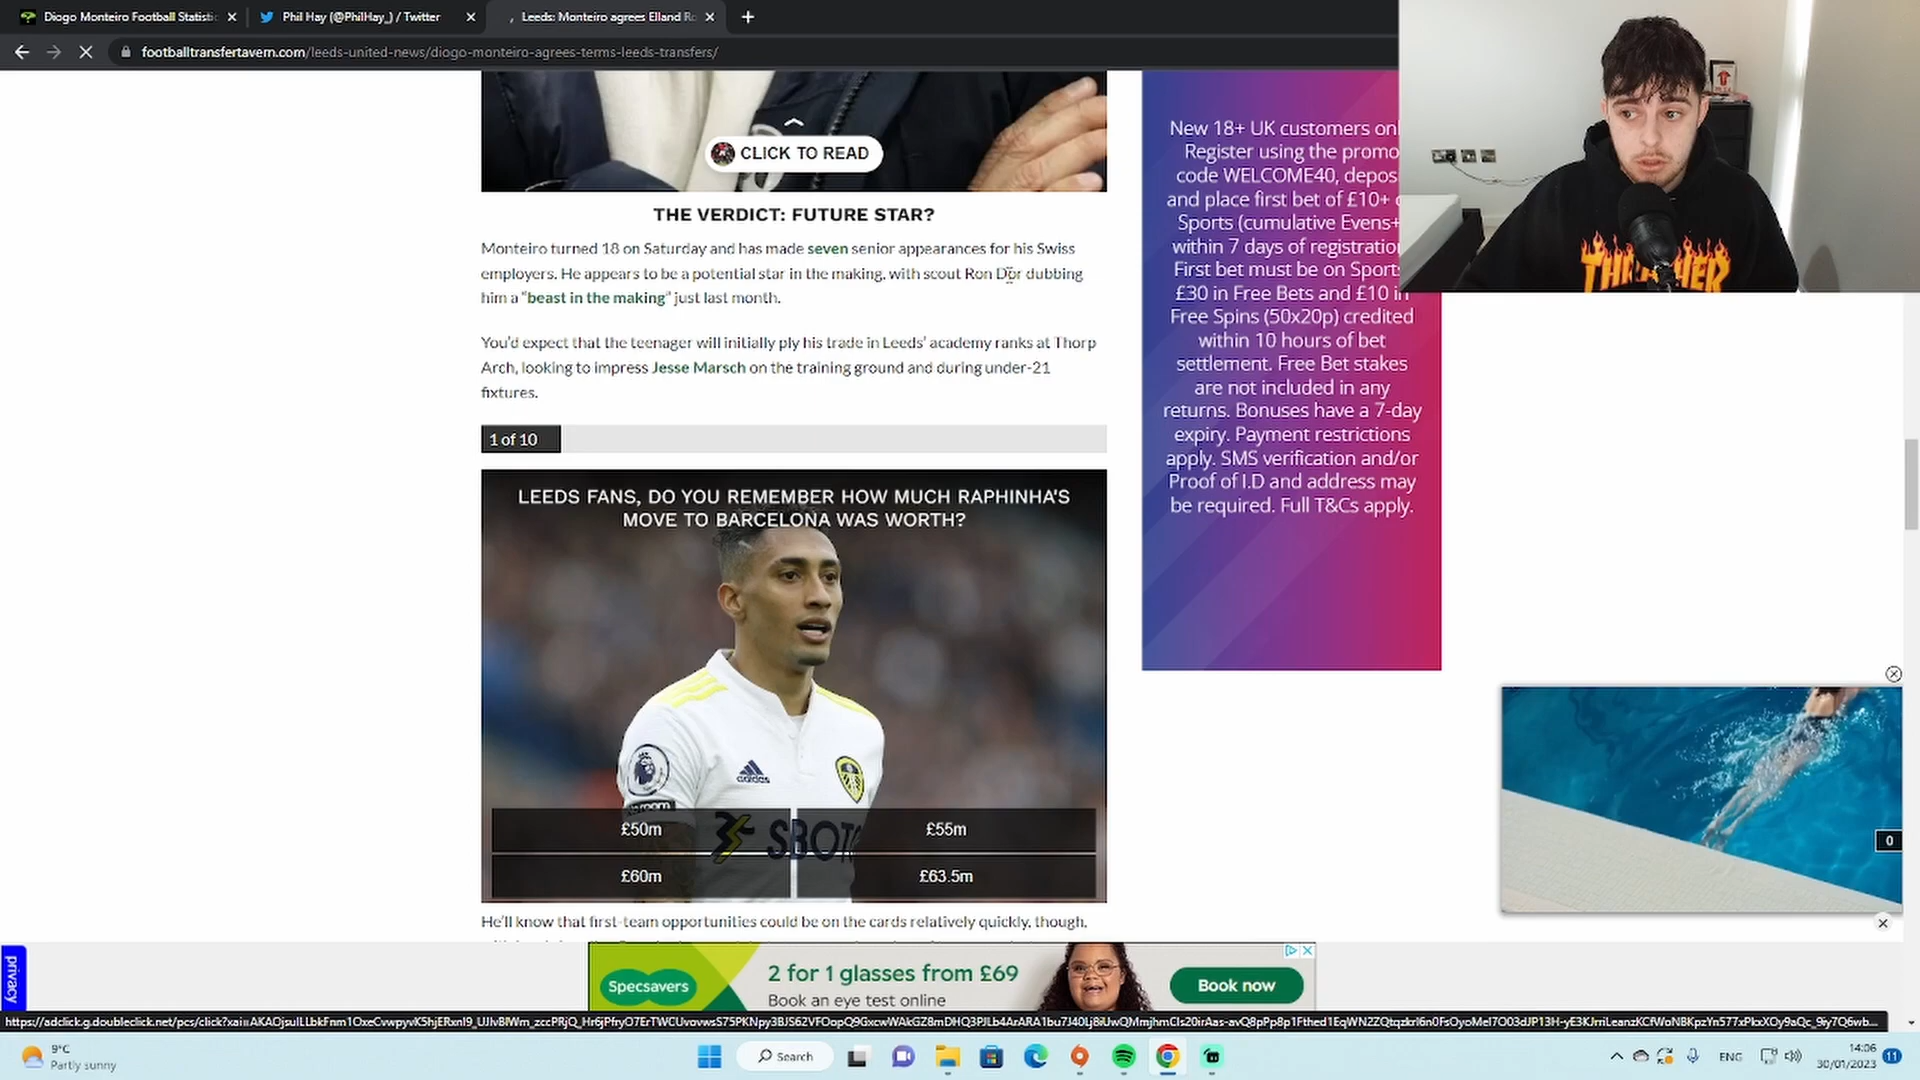 Diogo Monteiro Football Statistic
Phil Hay (@PhilHay_) / Twitter
Leeds: Monteiro agrees Elland Ro
footballtransfertavern.com/leeds-united-news/diogo-monteiro-agrees-terms-leeds-transfers/
CLICK TO READ
THE VERDICT: FUTURE STAR?
Monteiro turned 18 on Saturday and has made seven senior appearances for his Swiss
employers. He appears to be a potential star in the making, with scout Ron Dor dubbing
him a "beast in the making" just last month.
You'd expect that the teenager will initially ply his trade in Leeds' academy ranks at Thorp
Arch, looking to impress Jesse Marsch on the training ground and during under-21
fixtures.
1 of 10
LEEDS FANS, DO YOU REMEMBER HOW MUCH RAPHINHA'S
MOVE TO BARCELONA WAS WORTH?
adidas
SBOTO
£50m
£55m
£60m
£63.5m
He'll know that first-team opportunities could be on the cards relatively quickly, though,
New 18+ UK customers onl
Register using the promo
code WELCOME40, depos
and place first bet of £10+ o
Sports (cumulative Evens+
within 7 days of registration
First bet must be on Sports
£30 in Free Bets and £10 in
Free Spins (50x20p) credited
within 10 hours of bet
settlement. Free Bet stakes
are not included in any
returns. Bonuses have a 7-day
expiry. Payment restrictions
apply. SMS verification and/or
Proof of I.D and address may
be required. Full T&Cs apply.
THRASHER
0
privacy
Specsavers
2 for 1 glasses from £69
Book an eye test online
Book now
9°C
Partly sunny
Search
ENG
14:06
30/01/2023
11